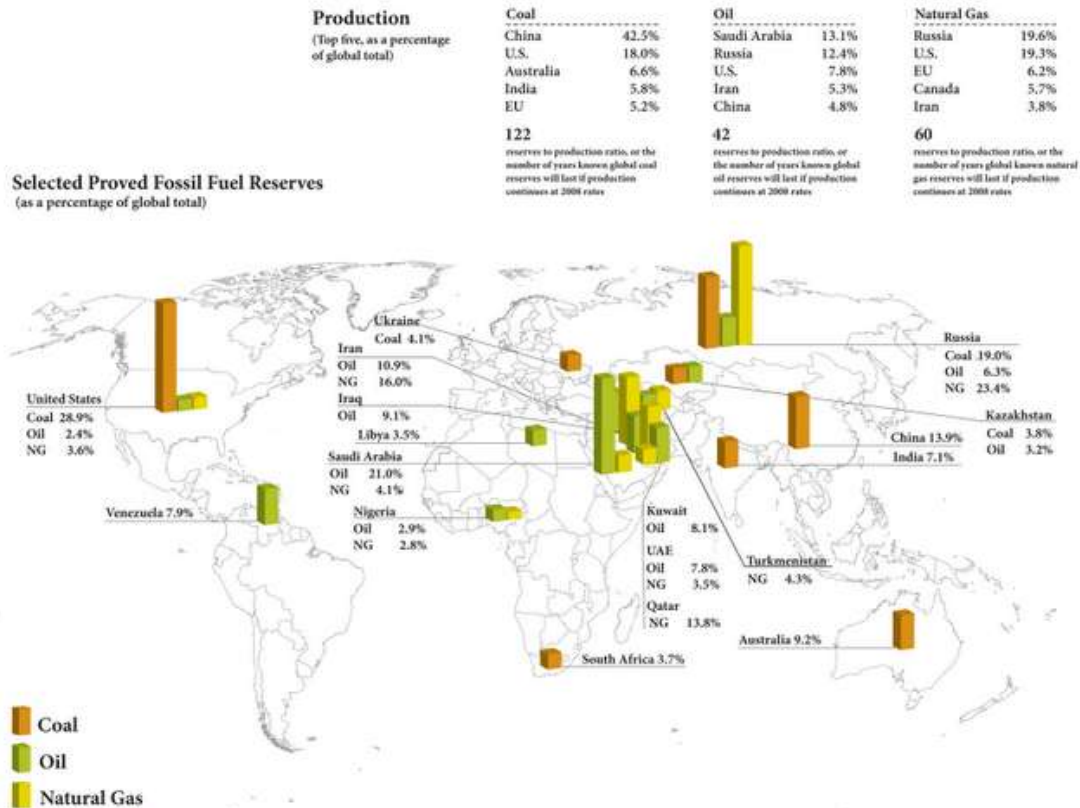 Production
(Top five, as a percentage
of global total)
Coal
China 42.5%
U.S. 18.0%
Australia 6.6%
India 5.8%
EU 5.2%
122
reserves to production ratio, or the
number of years known global coal
reserves will last if production
continues at 2008 rates
Oil
Saudi Arabia 13.1%
Russia 12.4%
U.S. 7.8%
Iran 5.3%
China 4.8%
42
reserves to production ratio, or
the number of years known global
oil reserves will last if production
continues at 2008 rates
Natural Gas
Russia 19.6%
U.S. 19.3%
EU 6.2%
Canada 5.7%
Iran 3.8%
60
reserves to production ratio, or the
number of years global known natural
gas reserves will last if production
continues at 2008 rates
Selected Proved Fossil Fuel Reserves
(as a percentage of global total)
Ukraine
Coal 4.1%
Iran
Oil 10.9%
NG 16.0%
Iraq
Oil 9.1%
Libya 3.5%
Saudi Arabia
Oil 21.0%
NG 4.1%
Nigeria
Oil 2.9%
NG 2.8%
United States
Coal 28.9%
Oil 2.4%
NG 3.6%
Venezuela 7.9%
Russia
Coal 19.0%
Oil 6.3%
NG 23.4%
Kazakhstan
Coal 3.8%
Oil 3.2%
China 13.9%
India 7.1%
Kuwait
Oil 8.1%
UAE
Oil 7.8%
NG 3.5%
Qatar
NG 13.8%
Turkmenistan
NG 4.3%
Australia 9.2%
South Africa 3.7%
Coal
Oil
Natural Gas